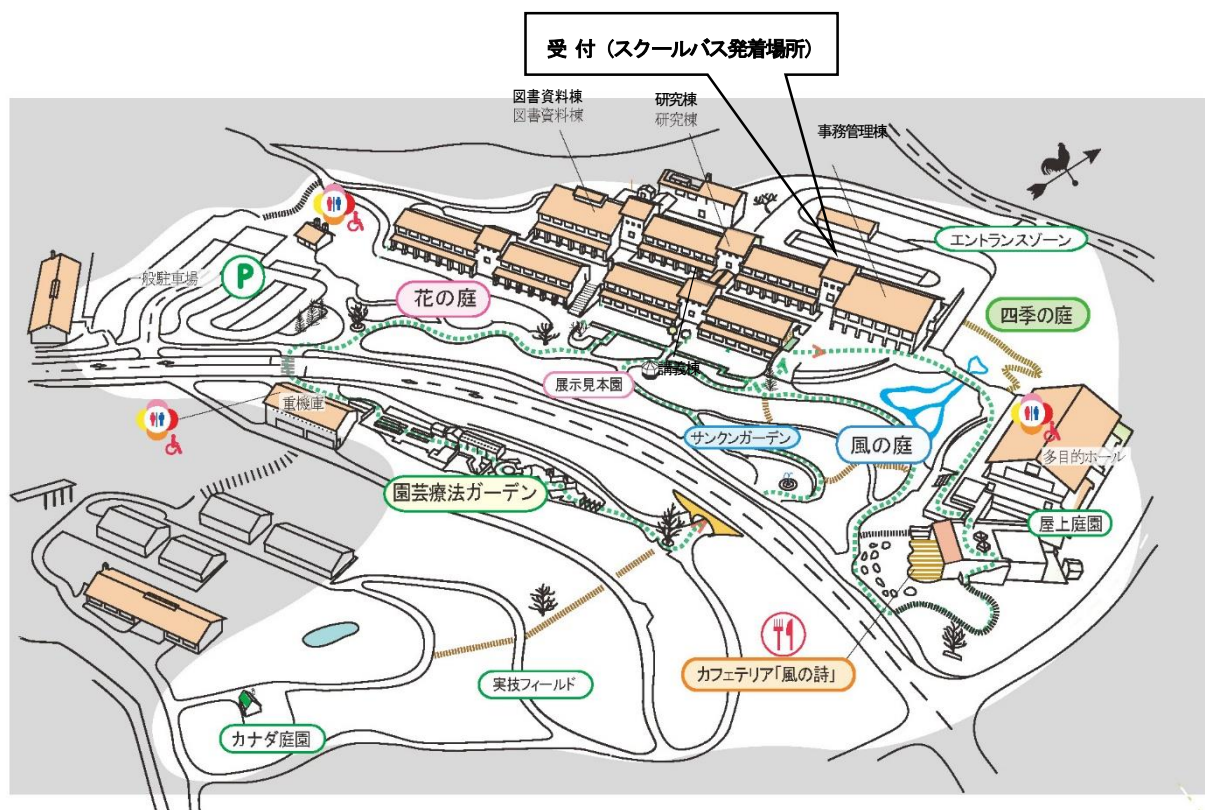 受 付（スクールバス発着場所）
図書資料棟
図書資料棟
研究棟
研究棟
事務管理棟
エントランスゾーン
一般駐車場
P
花の庭
四季の庭
講義棟
展示見本園
重機庫
サンクンガーデン
風の庭
多目的ホール
園芸療法ガーデン
屋上庭園
カフェテリア「風の詩」
実技フィールド
カナダ庭園